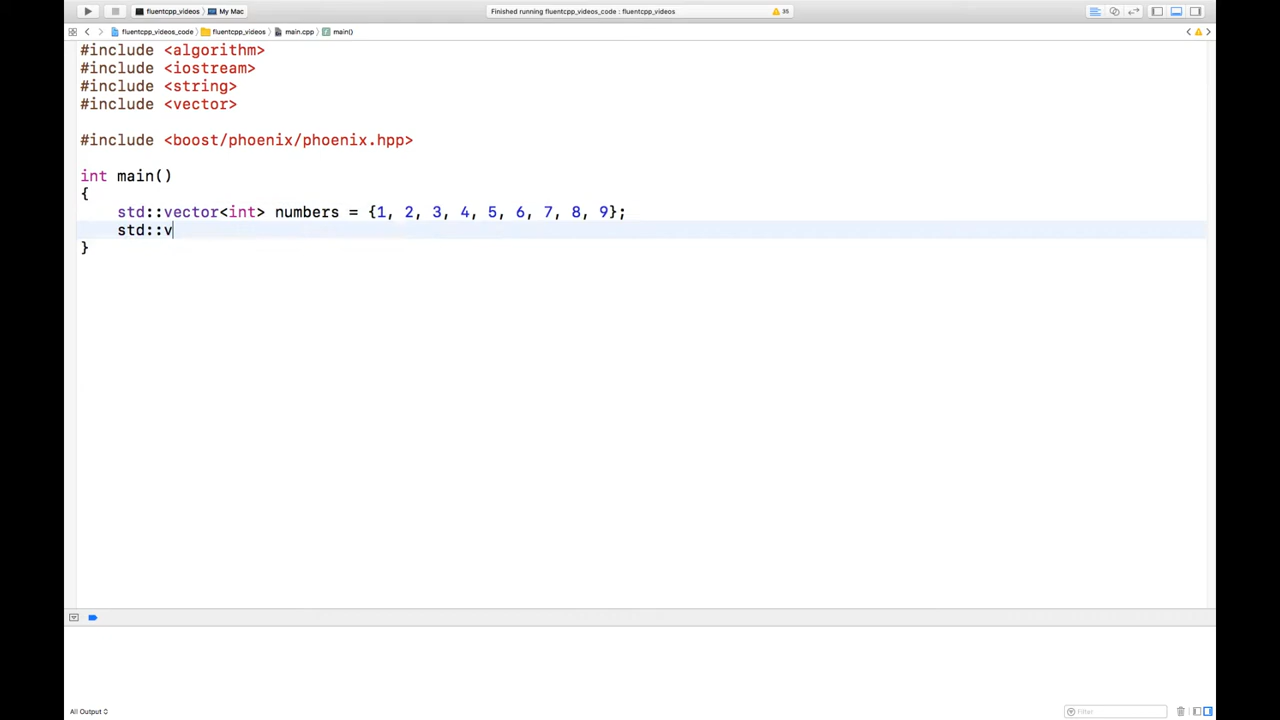 fluentcpp_videos_code 〉 My Mac
Finished running fluentcpp_videos_code : fluentcpp_videos
35
fluentcpp_videos_code 〉 fluentcpp_videos 〉 main.cpp 〉 main()
#include <algorithm>
#include <iostream>
#include <string>
#include <vector>
#include <boost/phoenix/phoenix.hpp>
int main()
{
std::vector<int> numbers = {1, 2, 3, 4, 5, 6, 7, 8, 9};
std::v
}
All Output
Filter